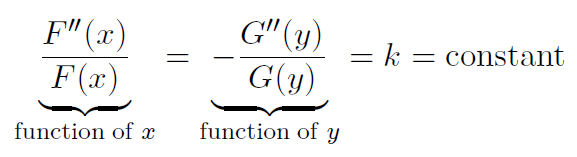 F''(x)/F(x) = −G''(y)/G(y) = k = constant
function of x function of y